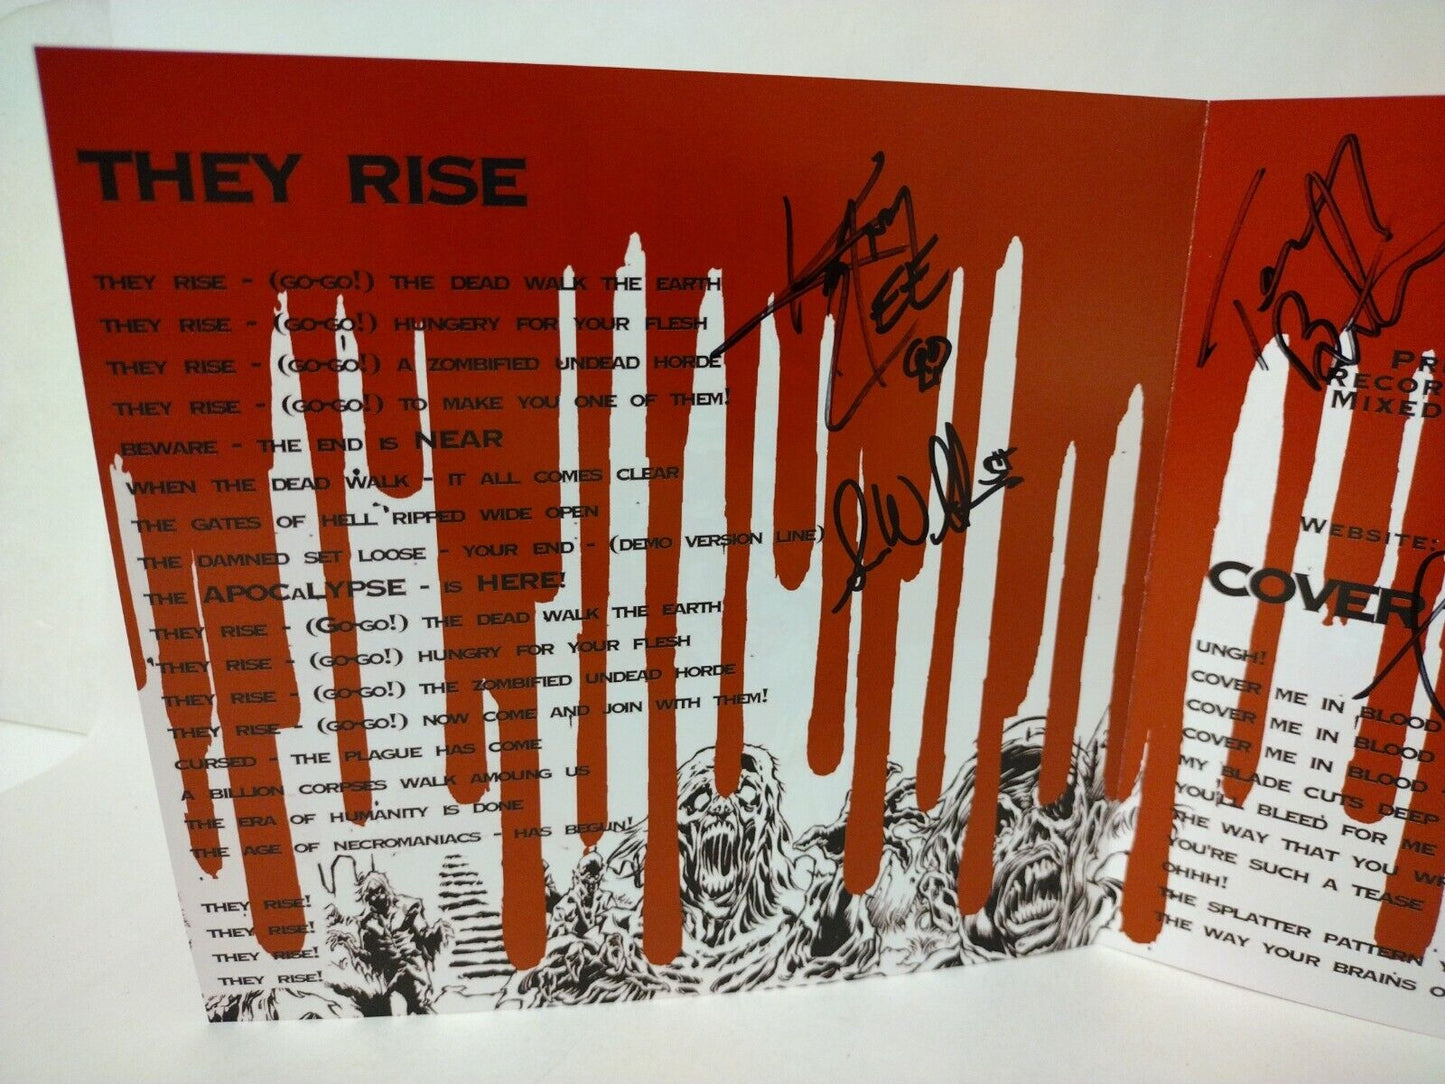 THEY RISE
THEY RISE - (GO-GO!) THE DEAD WALK THE EARTH
THEY RISE - (GO-GO!) HUNGERY FOR YOUR FLESH
THEY RISE - (GO-GO!) A ZOMBIFIED UNDEAD HORDE
THEY RISE - (GO-GO!) TO MAKE YOU ONE OF THEM!
BEWARE - THE END IS NEAR
WHEN THE DEAD WALK - IT ALL COMES CLEAR
THE GATES OF HELL RIPPED WIDE OPEN
THE DAMNED SET LOOSE - YOUR END - (DEMO VERSION LINE)
THE APOCALYPSE - IS HERE!
THEY RISE - (GO-GO!) THE DEAD WALK THE EARTH
THEY RISE - (GO-GO!) HUNGRY FOR YOUR FLESH
THEY RISE - (GO-GO!) THE ZOMBIFIED UNDEAD HORDE
THEY RISE - (GO-GO!) NOW COME AND JOIN WITH THEM!
CURSED - THE PLAGUE HAS COME
A BILLION CORPSES WALK AMOUNG US
THE ERA OF HUMANITY IS DONE
THE AGE OF NECROMANIACS - HAS BEGUN!
THEY RISE!
THEY RISE!
THEY RISE!
THEY RISE!
PR
RECOR
MIXED
WEBSITE:
COVER
UNGH!
COVER ME IN BLOOD
COVER ME IN BLOOD
COVER ME IN BLOOD
MY BLADE CUTS DEEP
YOU'LL BLEED FOR ME
THE WAY THAT YOU WR
YOU'RE SUCH A TEASE
OHHH!
THE SPLATTER PATTERN Y
THE WAY YOUR BRAINS O